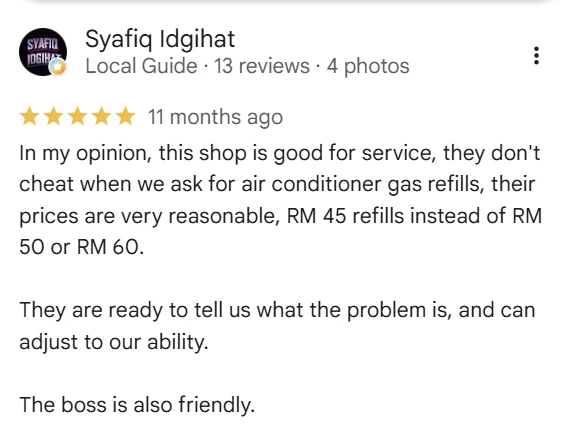 SYAFIQ
IDGIHAT
Syafiq Idgihat
Local Guide · 13 reviews · 4 photos
11 months ago
In my opinion, this shop is good for service, they don't
cheat when we ask for air conditioner gas refills, their
prices are very reasonable, RM 45 refills instead of RM
50 or RM 60.
They are ready to tell us what the problem is, and can
adjust to our ability.
The boss is also friendly.